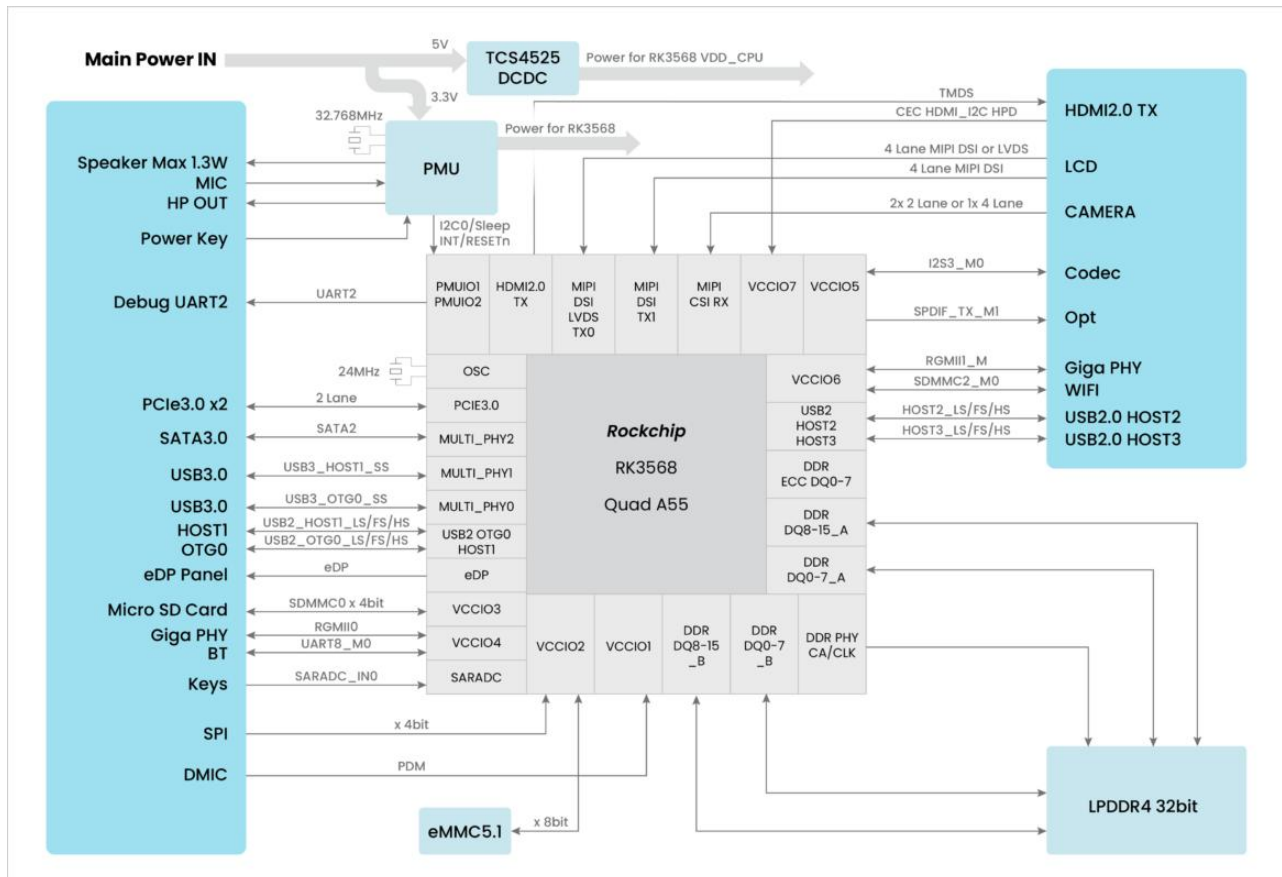 Main Power IN
5V
TCS4525
DCDC
Power for RK3568 VDD_CPU
3.3V
32.768MHz
PMU
Power for RK3568
I2C0/Sleep
INT/RESETn
Speaker Max 1.3W
MIC
HP OUT
Power Key
Debug UART2
UART2
24MHz
PCIe3.0 x2
2 Lane
SATA3.0
SATA2
USB3.0
USB3_HOST1_SS
USB3.0
USB3_OTG0_SS
HOST1
USB2_HOST1_LS/FS/HS
OTG0
USB2_OTG0_LS/FS/HS
eDP Panel
eDP
Micro SD Card
SDMMC0 x 4bit
Giga PHY
RGMII0
BT
UART8_M0
Keys
SARADC_IN0
SPI
x 4bit
DMIC
PDM
eMMC5.1
x 8bit
PMUIO1
PMUIO2
HDMI2.0
TX
MIPI
DSI
LVDS
TX0
MIPI
DSI
TX1
MIPI
CSI RX
VCCIO7
VCCIO5
OSC
PCIE3.0
MULTI_PHY2
MULTI_PHY1
MULTI_PHY0
USB2 OTG0
HOST1
eDP
VCCIO3
VCCIO4
SARADC
Rockchip
RK3568
Quad A55
VCCIO6
USB2
HOST2
HOST3
DDR
ECC DQ0-7
DDR
DQ8-15_A
DDR
DQ0-7_A
VCCIO2
VCCIO1
DDR
DQ8-15
_B
DDR
DQ0-7
_B
DDR PHY
CA/CLK
TMDS
CEC HDMI_I2C HPD
HDMI2.0 TX
4 Lane MIPI DSI or LVDS
4 Lane MIPI DSI
LCD
2x 2 Lane or 1x 4 Lane
CAMERA
I2S3_M0
Codec
SPDIF_TX_M1
Opt
RGMII1_M
Giga PHY
SDMMC2_M0
WIFI
HOST2_LS/FS/HS
USB2.0 HOST2
HOST3_LS/FS/HS
USB2.0 HOST3
LPDDR4 32bit